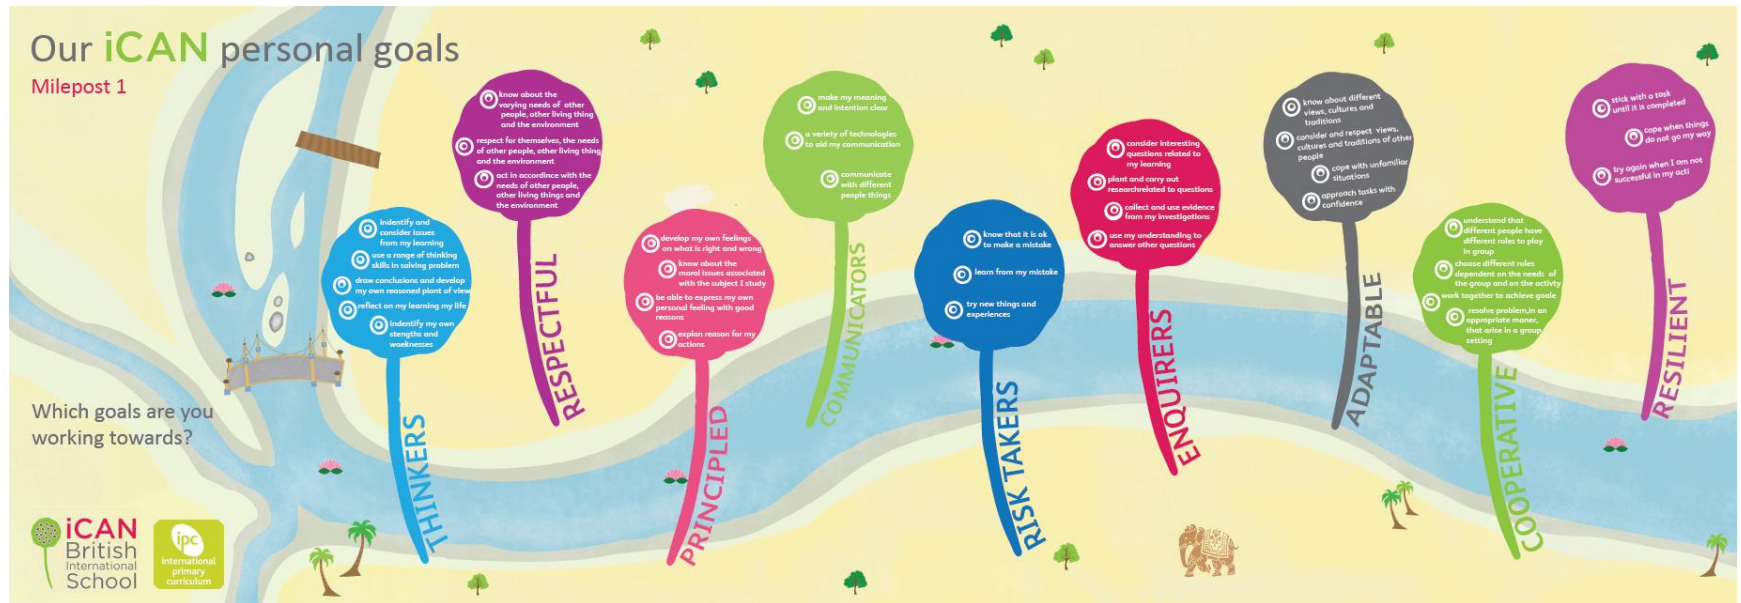 Our iCAN personal goals
Milepost 1
indentify and
consider issues
from my learning
use a range of thinking
skills in solving problem
draw conclusions and develop
my own reasoned plont of view
reflect on my learning my life
indentify my own
stengths and
waeknesses
THINKERS
know about the
varying needs of other
people, other living thing
and the environment
respect for themselves, the needs
of other people, other living thing
and the environment
act in accordance with the
needs of other people,
other living things and
the environment
RESPECTFUL
develop my own feelings
on what is right and wrong
know about the
moral issues associated
with the subject I study
be able to express my own
personal feeling with good
reasons
explan reason for my
actions
PRINCIPLED
make my meaning
and intention clear
a variety of technologies
to aid my communication
communicate
with different
people things
COMMUNICATORS
know that it is ok
to make a mistake
learn from my mistake
try new things and
experiences
RISK TAKERS
consider interesting
questions related to
my learning
plant and carry out
researchrelated to questions
collect and use evidence
from my investigations
use my understanding to
answer other questions
ENQUIRERS
know about different
views, cultures and
traditions
consider and respect views,
cultures and traditions of other
people
cope with unfamiliar
situations
approach tasks with
confidence
ADAPTABLE
understand that
different people have
different roles to play
in group
choose different roles
dependent on the needs of
the group and on the activty
work together to achieve goale
resolve problem,in an
appropriate maner,
that arise in a group
setting
COOPERATIVE
stick with a task
until it is completed
cope when things
do not go my way
try again when I am not
successful in my acti
RESILIENT
Which goals are you
working towards?
iCAN
British
International
School
ipc
international
primary
curriculum